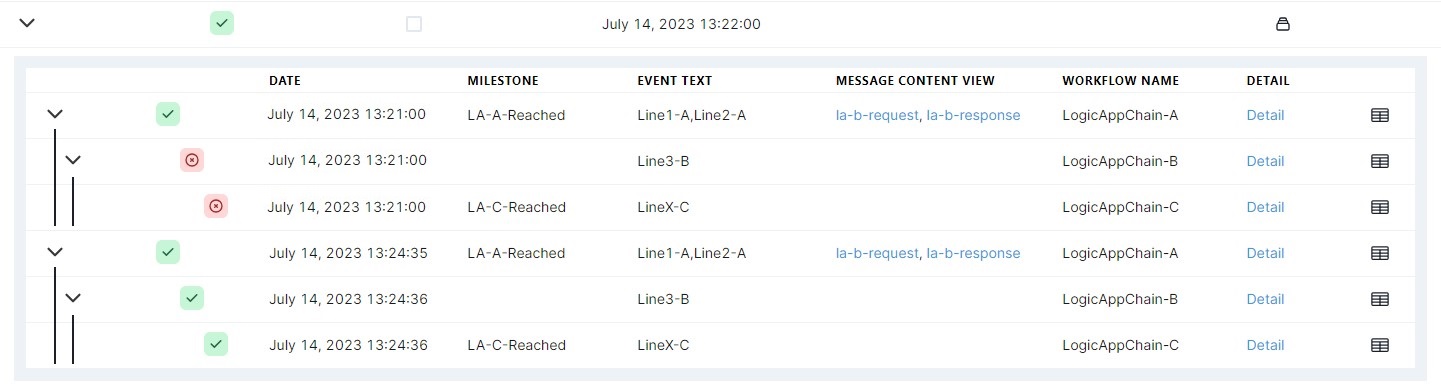 July 14, 2023 13:22:00
DATE MILESTONE EVENT TEXT MESSAGE CONTENT VIEW WORKFLOW NAME DETAIL
July 14, 2023 13:21:00 LA-A-Reached Line1-A,Line2-A la-b-request, la-b-response LogicAppChain-A Detail
July 14, 2023 13:21:00 Line3-B LogicAppChain-B Detail
July 14, 2023 13:21:00 LA-C-Reached LineX-C LogicAppChain-C Detail
July 14, 2023 13:24:35 LA-A-Reached Line1-A,Line2-A la-b-request, la-b-response LogicAppChain-A Detail
July 14, 2023 13:24:36 Line3-B LogicAppChain-B Detail
July 14, 2023 13:24:36 LA-C-Reached LineX-C LogicAppChain-C Detail